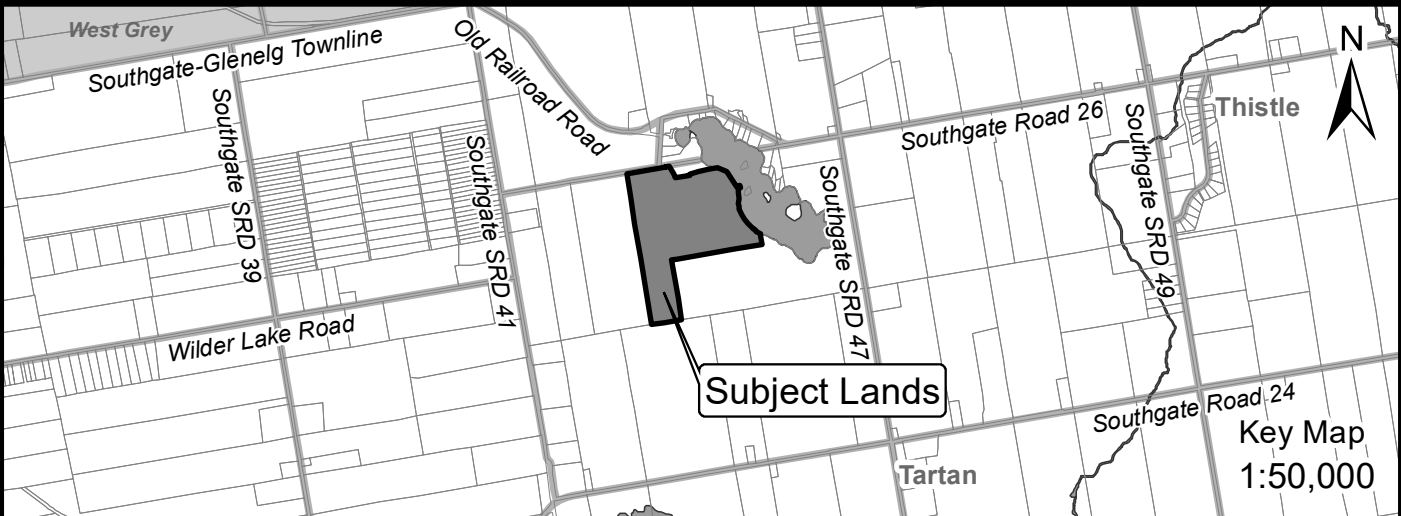 West Grey
Southgate-Glenelg Townline
Old Railroad Road
N
Southgate SRD 39
Southgate SRD 41
Southgate Road 26
Southgate SRD 49
Thistle
Southgate SRD 47
Wilder Lake Road
Subject Lands
Southgate Road 24
Key Map
1:50,000
Tartan